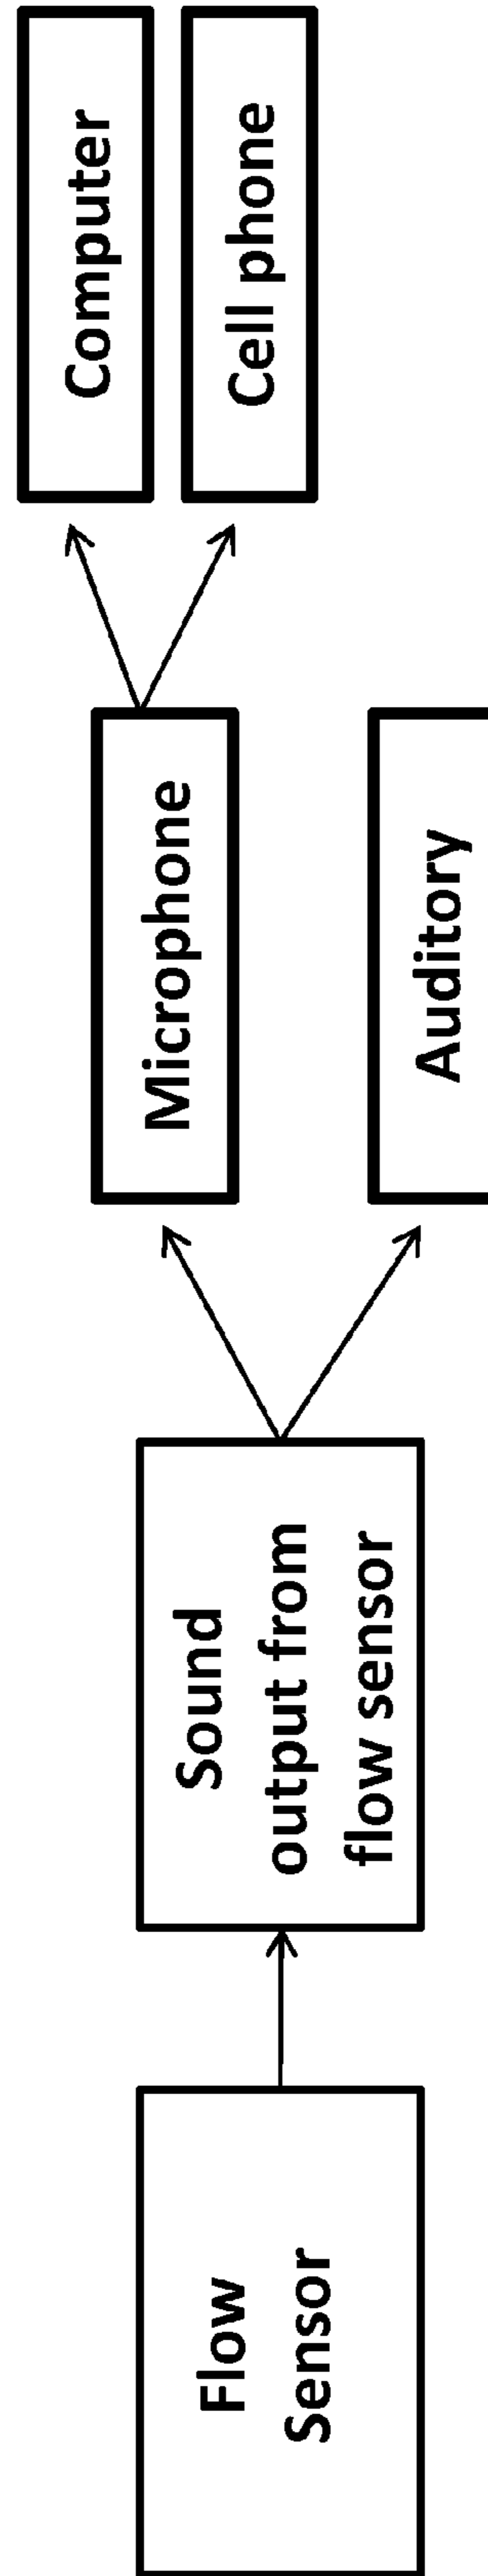 Flow
Sensor
Sound
output from
flow sensor
Microphone
Auditory
Computer
Cell phone